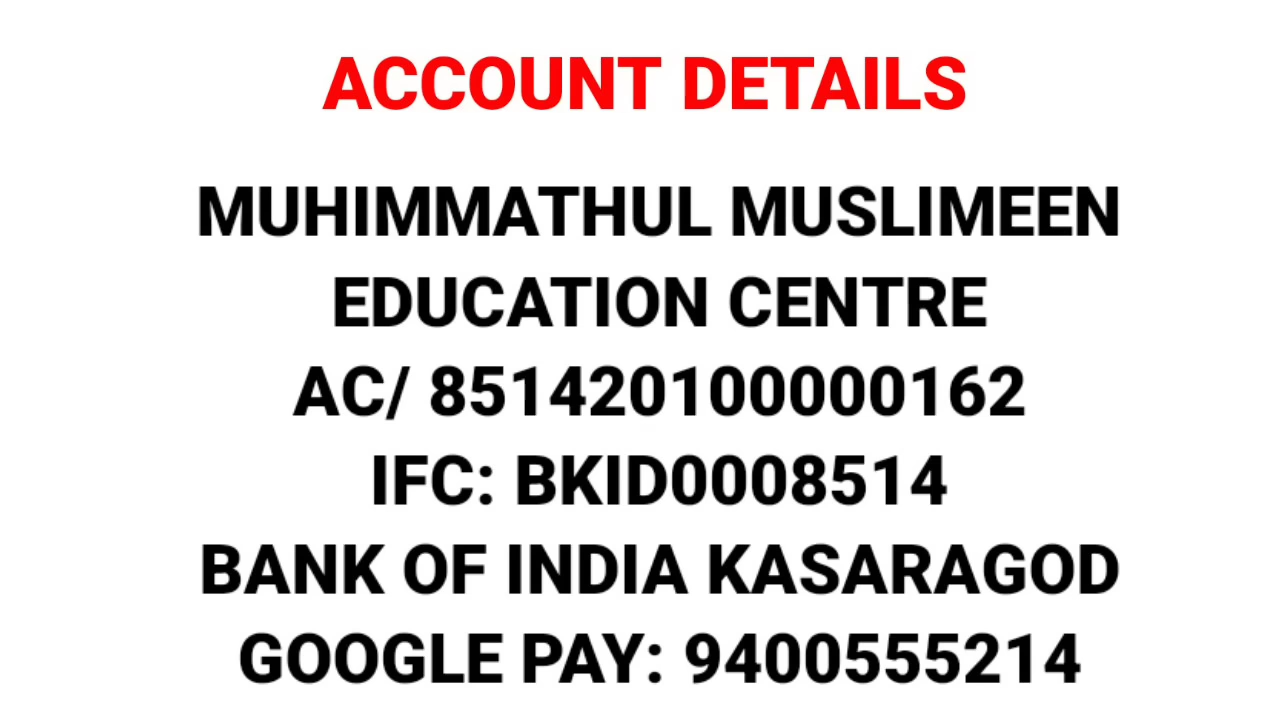 ACCOUNT DETAILS
MUHIMMATHUL MUSLIMEEN
EDUCATION CENTRE
AC/ 851420100000162
IFC: BKID0008514
BANK OF INDIA KASARAGOD
GOOGLE PAY: 9400555214